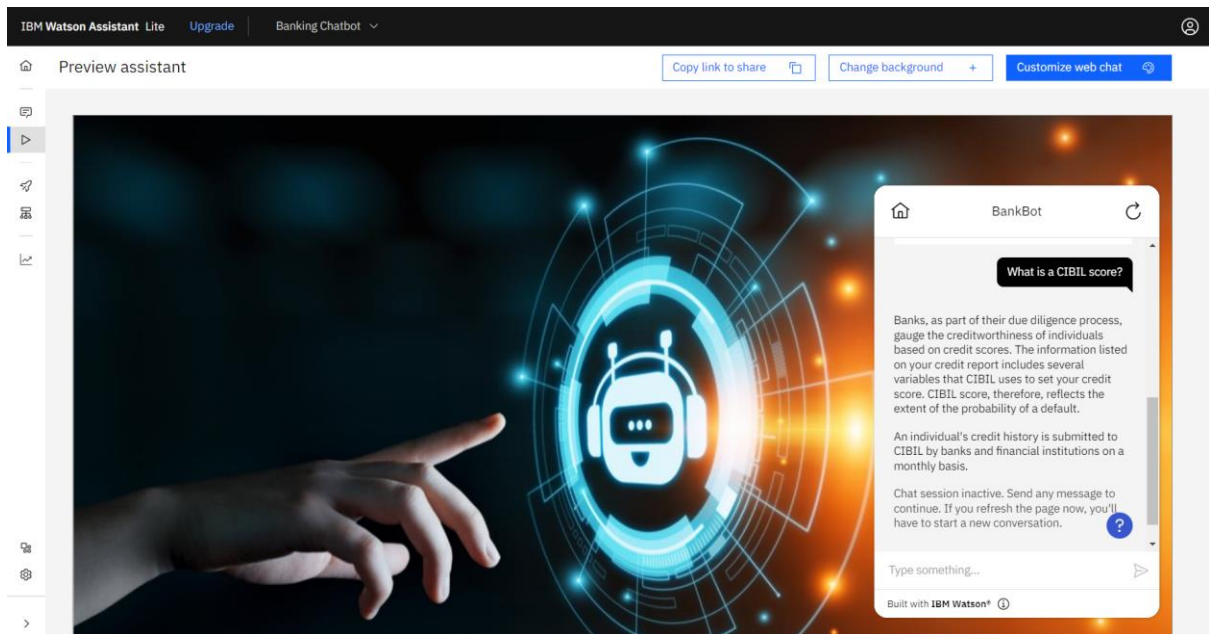 IBM Watson Assistant Lite Upgrade Banking Chatbot
Preview assistant Copy link to share Change background + Customize web chat
BankBot
What is a CIBIL score?
Banks, as part of their due diligence process,
gauge the creditworthiness of individuals
based on credit scores. The information listed
on your credit report includes several
variables that CIBIL uses to set your credit
score. CIBIL score, therefore, reflects the
extent of the probability of a default.
An individual's credit history is submitted to
CIBIL by banks and financial institutions on a
monthly basis.
Chat session inactive. Send any message to
continue. If you refresh the page now, you'll
have to start a new conversation.
?
Type something...
Built with IBM Watson®